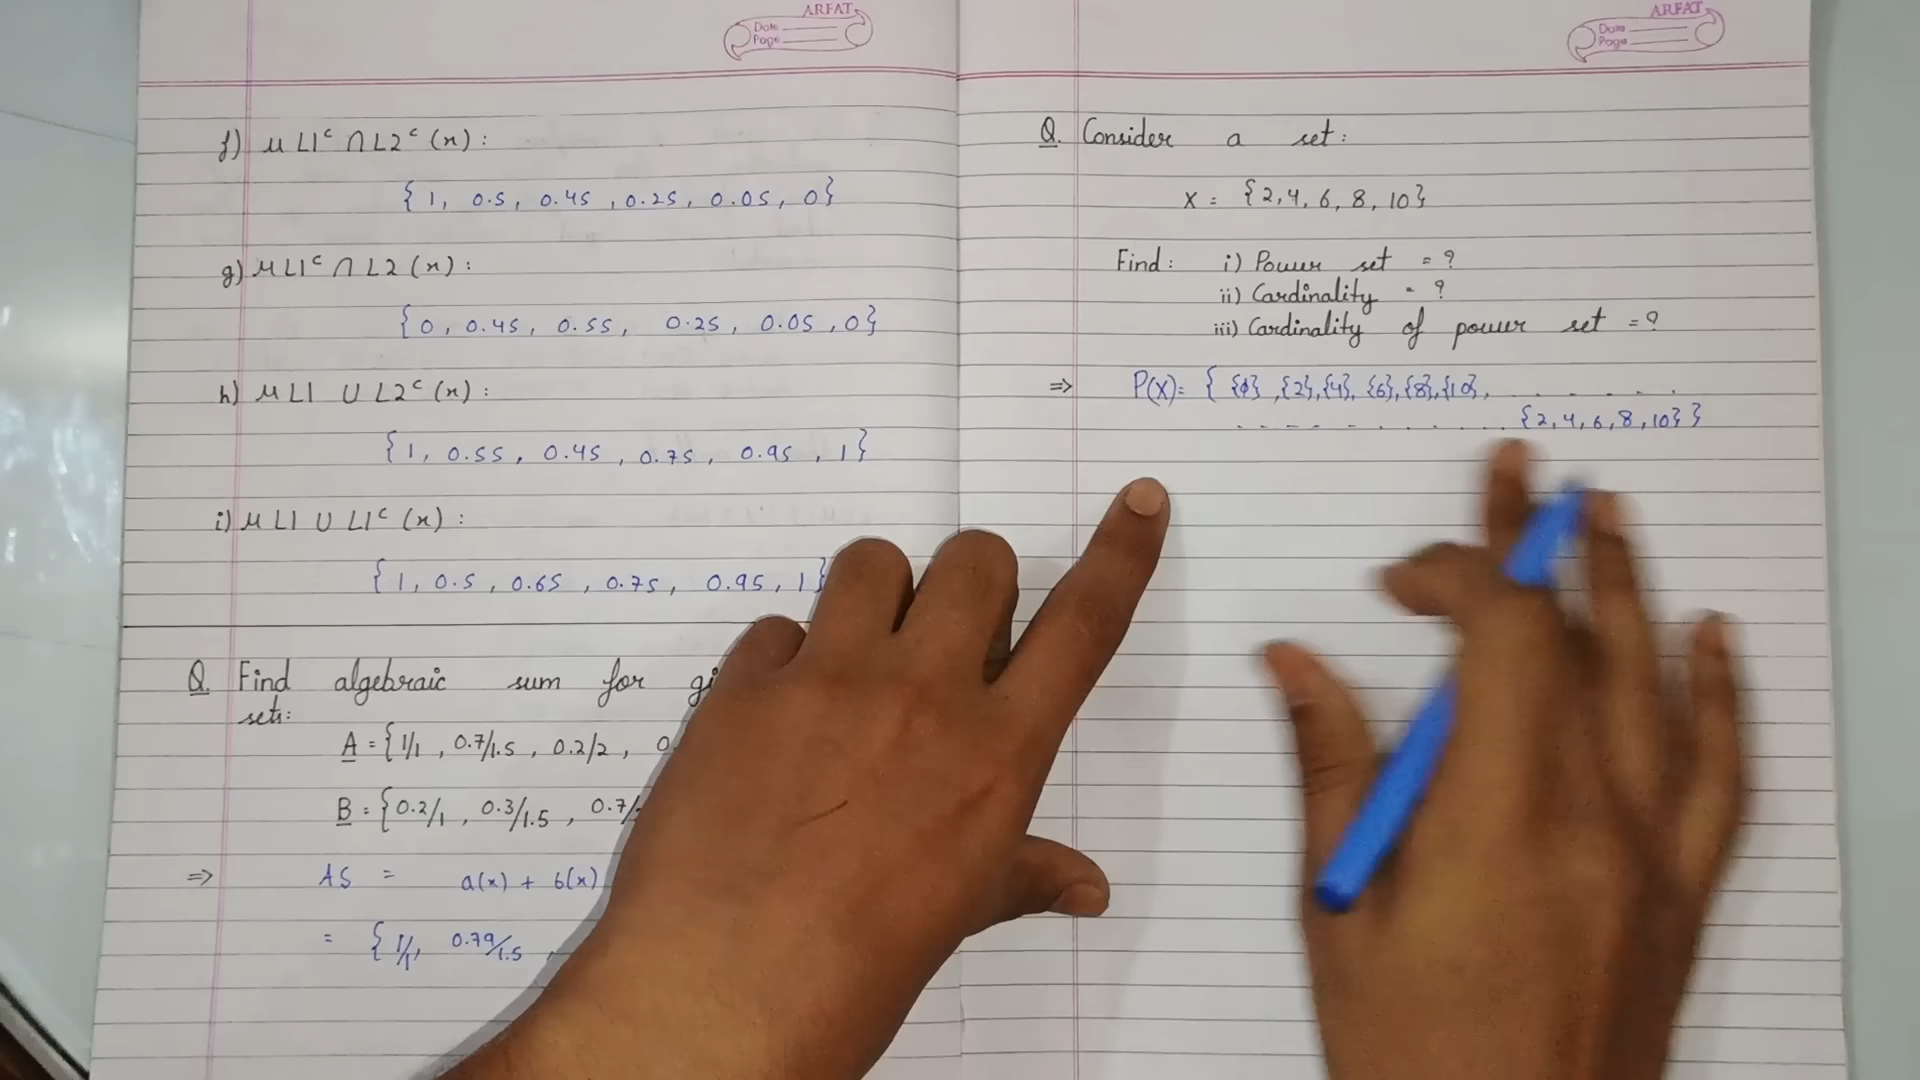 ARFAT
Date
Page
f) μ L1ᶜ ∩ L2ᶜ (x) :
{ 1, 0.5, 0.45, 0.25, 0.05, 0}
g) μ L1ᶜ ∩ L2 (x) :
{0, 0.45, 0.55, 0.25, 0.05, 0}
h) μ L1 ∪ L2ᶜ (x) :
{1, 0.55, 0.45, 0.75, 0.95, 1}
i) μ L1 ∪ L1ᶜ (x) :
{1, 0.5, 0.65, 0.75, 0.95, 1}
Q. Find algebraic sum for
sets:
A = {1/1, 0.7/1.5, 0.2/2,
B = {0.2/1, 0.3/1.5, 0.7/
=> AS = a(x) + b(x)
= {1/1, 0.79/1.5,
ARFAT
Date
Page
Q. Consider a set:
X = {2, 4, 6, 8, 10}
Find: i) Power set = ?
ii) Cardinality = ?
iii) Cardinality of power set = ?
=> P(X) = { {ϕ}, {2}, {4}, {6}, {8}, {10}, . . . . . .
. . . . . . . . . . {2, 4, 6, 8, 10} }